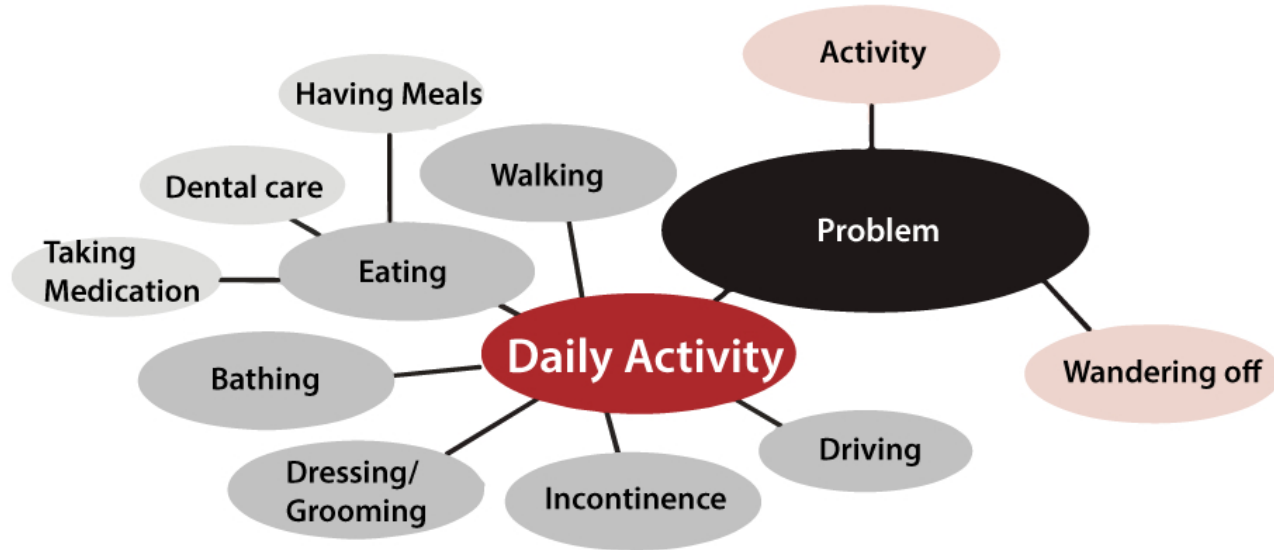 Activity
Having Meals
Walking
Dental care
Problem
Taking
Medication
Eating
Daily Activity
Bathing
Wandering off
Driving
Dressing/
Grooming
Incontinence